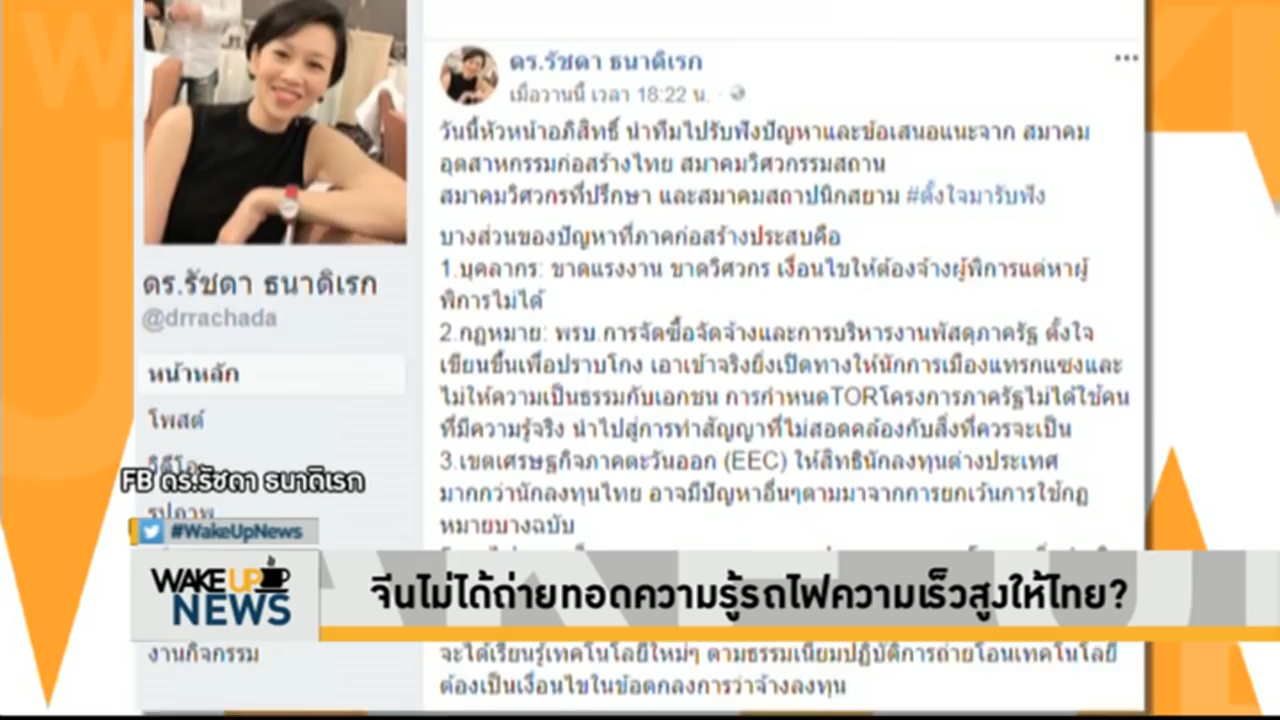 ดร.รัชดา ธนาดิเรก
เมื่อวานนี้ เวลา 18:22 น.
วันนี้หัวหน้าอภิสิทธิ์ นำทีมไปรับฟังปัญหาและข้อเสนอแนะจาก สมาคม
อุตสาหกรรมก่อสร้างไทย สมาคมวิศวกรรมสถาน
สมาคมวิศวกรที่ปรึกษา และสมาคมสถาปนิกสยาม #ตั้งใจมารับฟัง
บางส่วนของปัญหาที่ภาคก่อสร้างประสบคือ
1.บุคลากร: ขาดแรงงาน ขาดวิศวกร เงื่อนไขให้ต้องจ้างผู้พิการแต่หาผู้
พิการไม่ได้
2.กฎหมาย: พรบ.การจัดซื้อจัดจ้างและการบริหารงานพัสดุภาครัฐ ตั้งใจ
เขียนขึ้นเพื่อปราบโกง เอาเข้าจริงยิ่งเปิดทางให้นักการเมืองแทรกแซงและ
ไม่ให้ความเป็นธรรมกับเอกชน การกำหนดTORโครงการภาครัฐไม่ได้ใช้คน
ที่มีความรู้จริง นำไปสู่การทำสัญญาที่ไม่สอดคล้องกับสิ่งที่ควรจะเป็น
3.เขตเศรษฐกิจภาคตะวันออก (EEC) ให้สิทธินักลงทุนต่างประเทศ
มากกว่านักลงทุนไทย อาจมีปัญหาอื่นๆตามมาจากการยกเว้นการใช้กฎ
หมายบางฉบับ
จะได้เรียนรู้เทคโนโลยีใหม่ๆ ตามธรรมเนียมปฏิบัติการถ่ายโอนเทคโนโลยี
ต้องเป็นเงื่อนไขในข้อตกลงการว่าจ้างลงทุน
ดร.รัชดา ธนาดิเรก
@drrachada
หน้าหลัก
โพสต์
วิดีโอ
FB ดร.รัชดา ธนาดิเรก
รูปภาพ
#WakeUpNews
WAKE UP
NEWS
จีนไม่ได้ถ่ายทอดความรู้รถไฟความเร็วสูงให้ไทย?
งานกิจกรรม